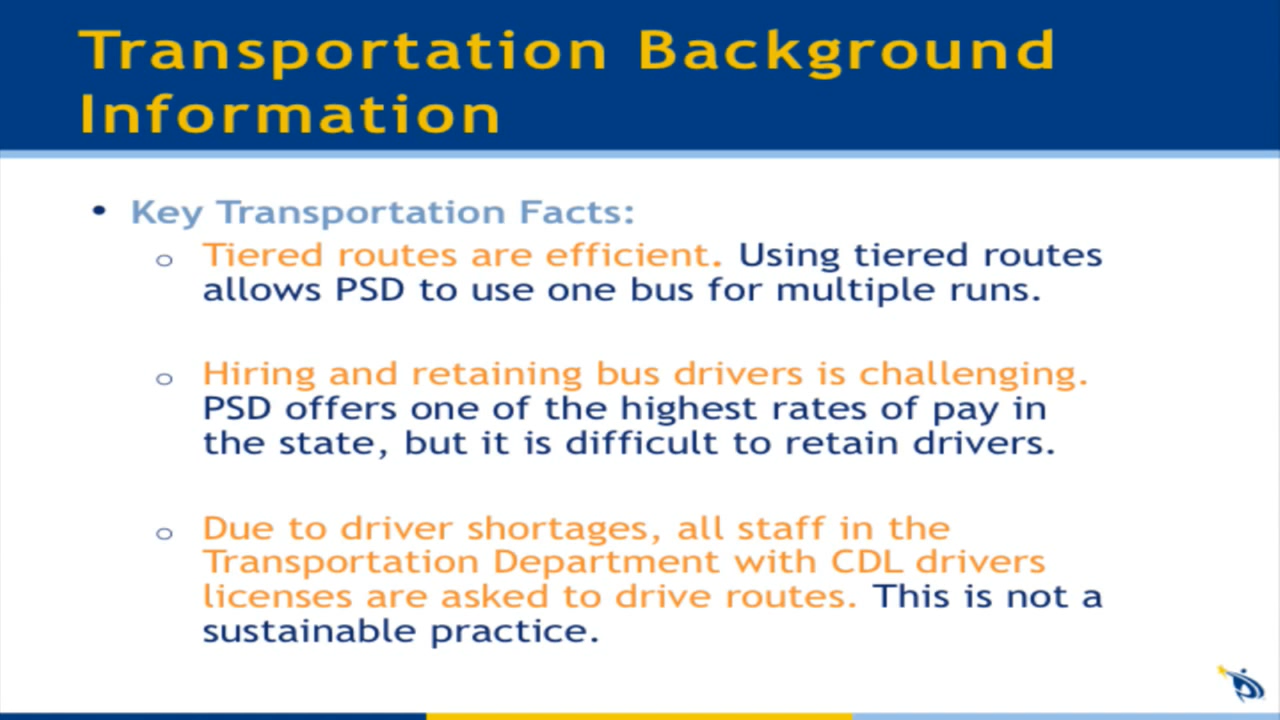 Transportation Background
Information
• Key Transportation Facts:
o Tiered routes are efficient. Using tiered routes
allows PSD to use one bus for multiple runs.
o Hiring and retaining bus drivers is challenging.
PSD offers one of the highest rates of pay in
the state, but it is difficult to retain drivers.
o Due to driver shortages, all staff in the
Transportation Department with CDL drivers
licenses are asked to drive routes. This is not a
sustainable practice.